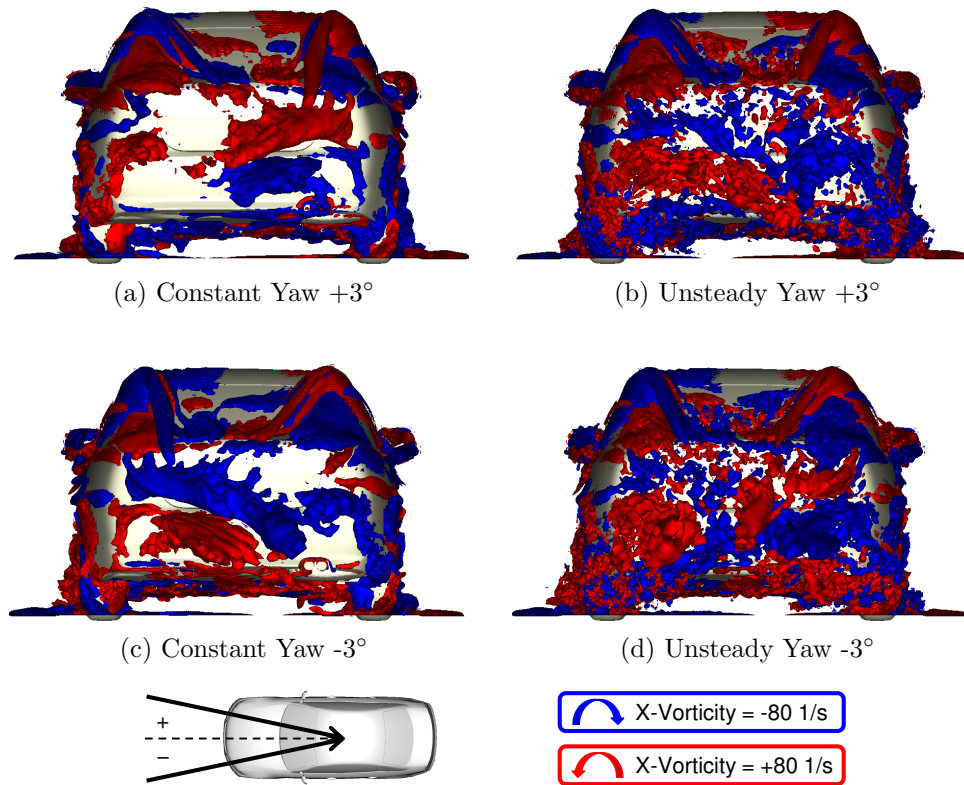 (a) Constant Yaw +3°
(b) Unsteady Yaw +3°
(c) Constant Yaw -3°
(d) Unsteady Yaw -3°
+
−
X-Vorticity = -80 1/s
X-Vorticity = +80 1/s